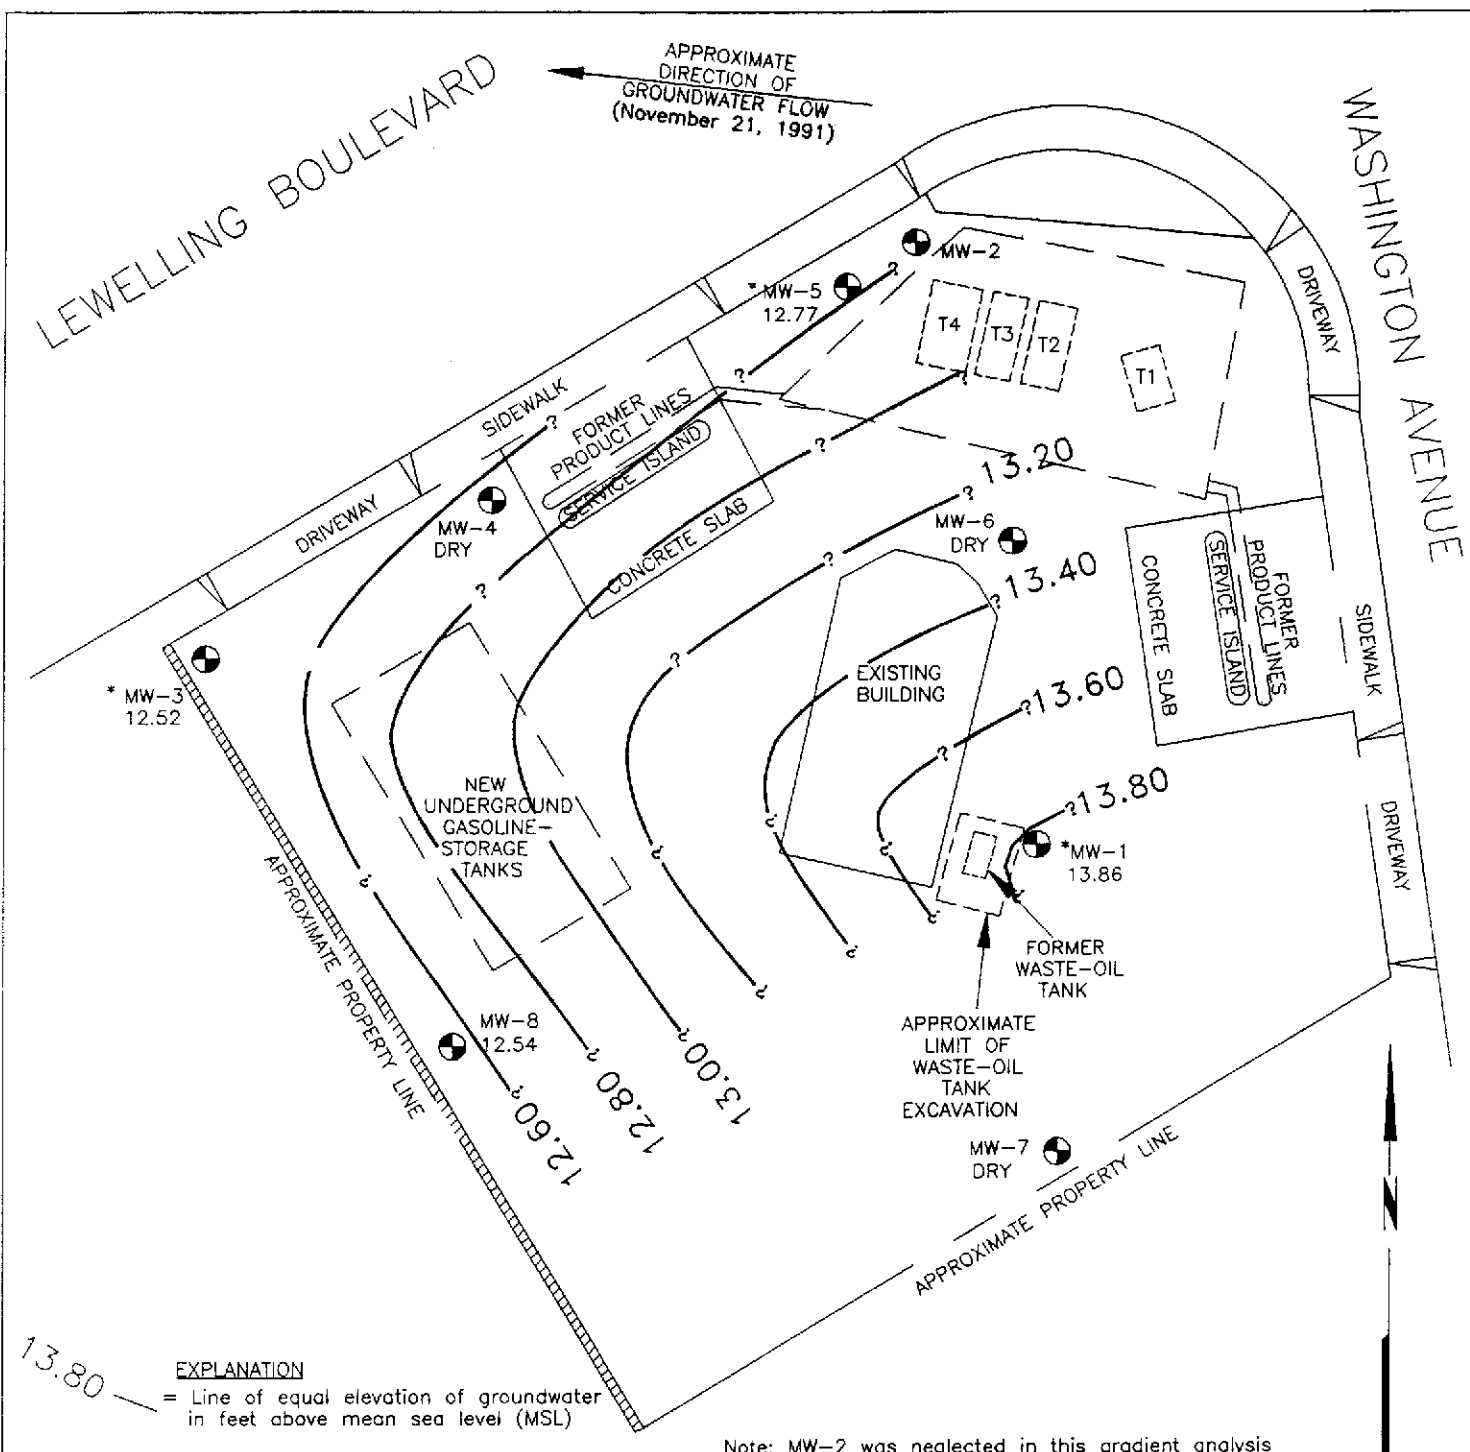 APPROXIMATE
DIRECTION OF
GROUNDWATER FLOW
(November 21, 1991)
LEWELLING BOULEVARD
WASHINGTON AVENUE
MW-2
* MW-5
12.77
T4
T3
T2
T1
DRIVEWAY
SIDEWALK
FORMER
PRODUCT LINES
SERVICE ISLAND
CONCRETE SLAB
DRIVEWAY
MW-4
DRY
13.20
MW-6
DRY
13.40
FORMER
PRODUCT LINES
SERVICE ISLAND
CONCRETE SLAB
SIDEWALK
* MW-3
12.52
EXISTING
BUILDING
13.60
NEW
UNDERGROUND
GASOLINE-
STORAGE
TANKS
13.80
*MW-1
13.86
DRIVEWAY
APPROXIMATE PROPERTY LINE
FORMER
WASTE-OIL
TANK
MW-8
12.54
APPROXIMATE
LIMIT OF
WASTE-OIL
TANK
EXCAVATION
12.60
12.80
13.00
MW-7
DRY
APPROXIMATE PROPERTY LINE
N
13.80
EXPLANATION
= Line of equal elevation of groundwater
in feet above mean sea level (MSL)
Note: MW-2 was neglected in this gradient analysis